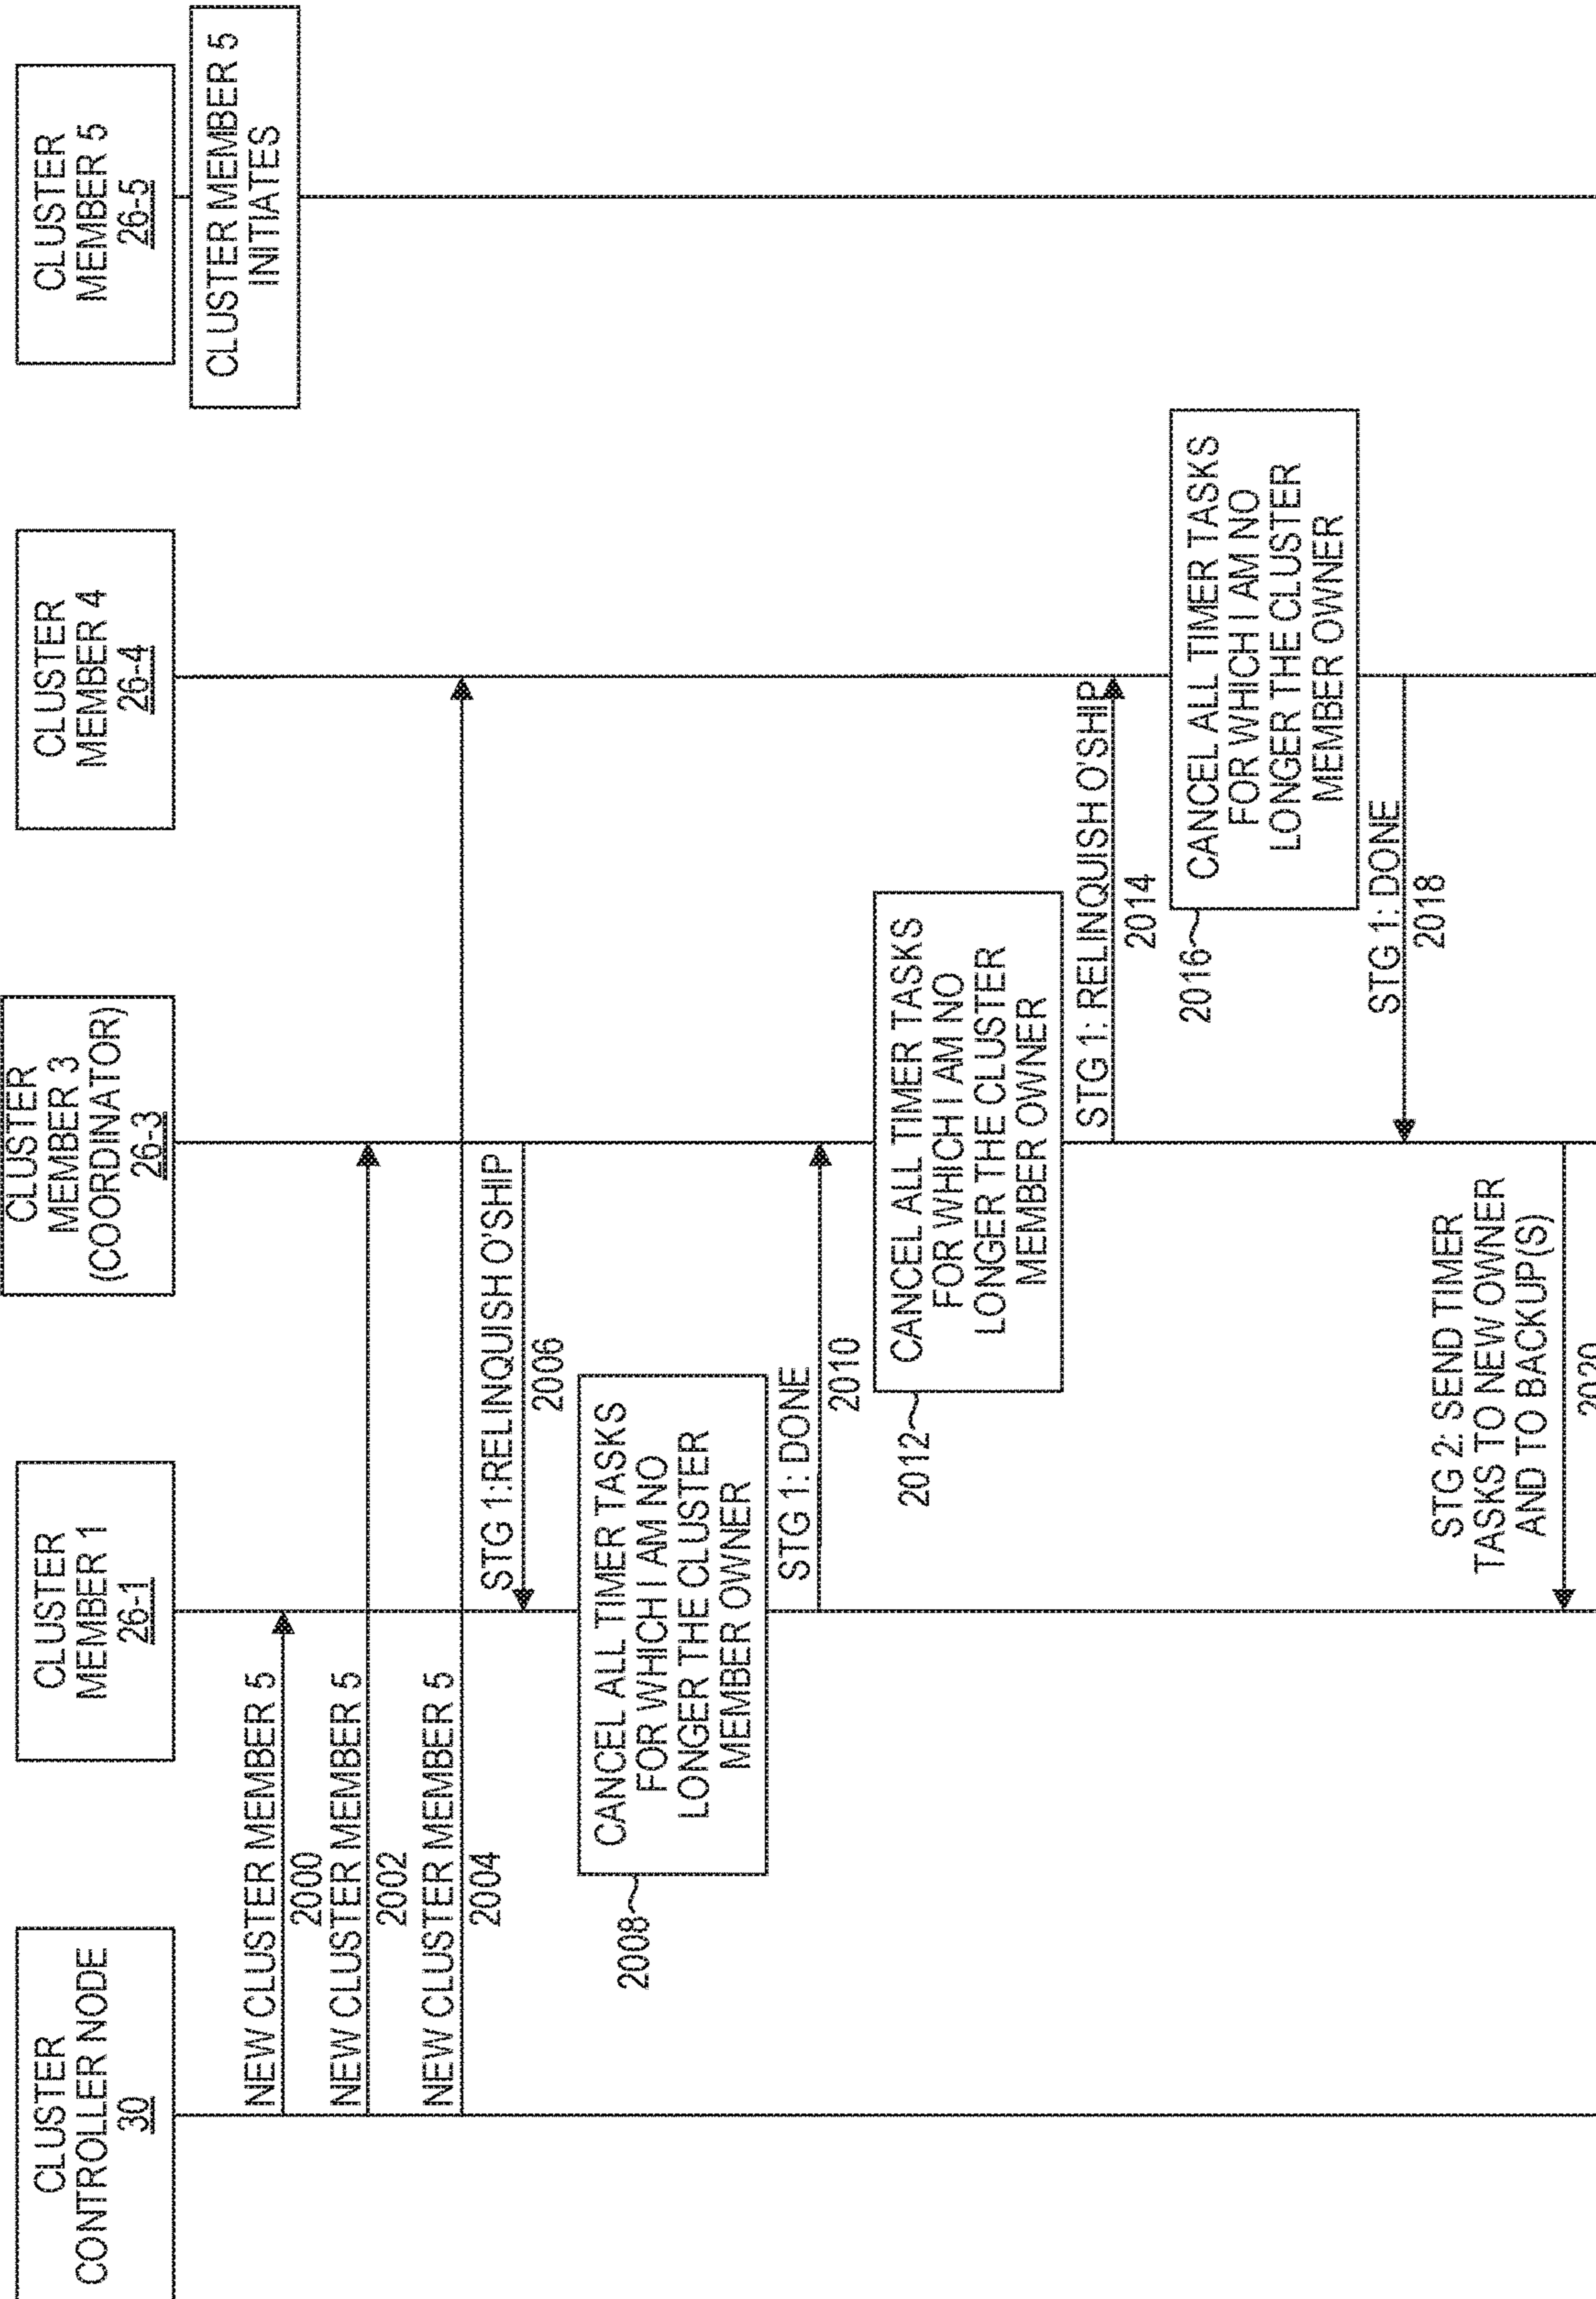 CLUSTER
CONTROLLER NODE
30
CLUSTER
MEMBER 1
26-1
CLUSTER
MEMBER 3
(COORDINATOR)
26-3
CLUSTER
MEMBER 4
26-4
CLUSTER
MEMBER 5
26-5
CLUSTER MEMBER 5
INITIATES
NEW CLUSTER MEMBER 5
2000
NEW CLUSTER MEMBER 5
2002
NEW CLUSTER MEMBER 5
2004
STG 1:RELINQUISH O'SHIP
2006
2008
CANCEL ALL TIMER TASKS
FOR WHICH I AM NO
LONGER THE CLUSTER
MEMBER OWNER
STG 1: DONE
2010
2012
CANCEL ALL TIMER TASKS
FOR WHICH I AM NO
LONGER THE CLUSTER
MEMBER OWNER
STG 1: RELINQUISH O'SHIP
2014
2016
CANCEL ALL TIMER TASKS
FOR WHICH I AM NO
LONGER THE CLUSTER
MEMBER OWNER
STG 1: DONE
2018
STG 2: SEND TIMER
TASKS TO NEW OWNER
AND TO BACKUP(S)
2020